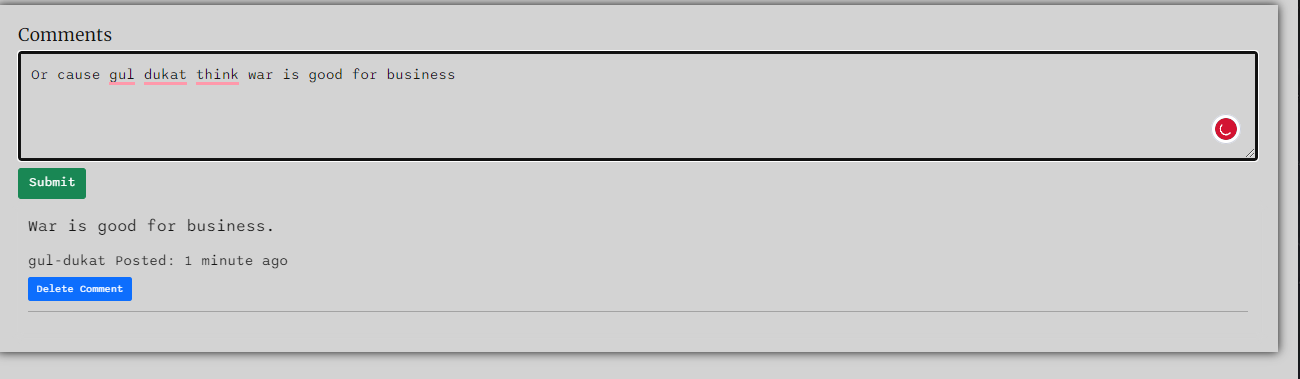 Comments
Or cause gul dukat think war is good for business
Submit
War is good for business.
gul-dukat Posted: 1 minute ago
Delete Comment